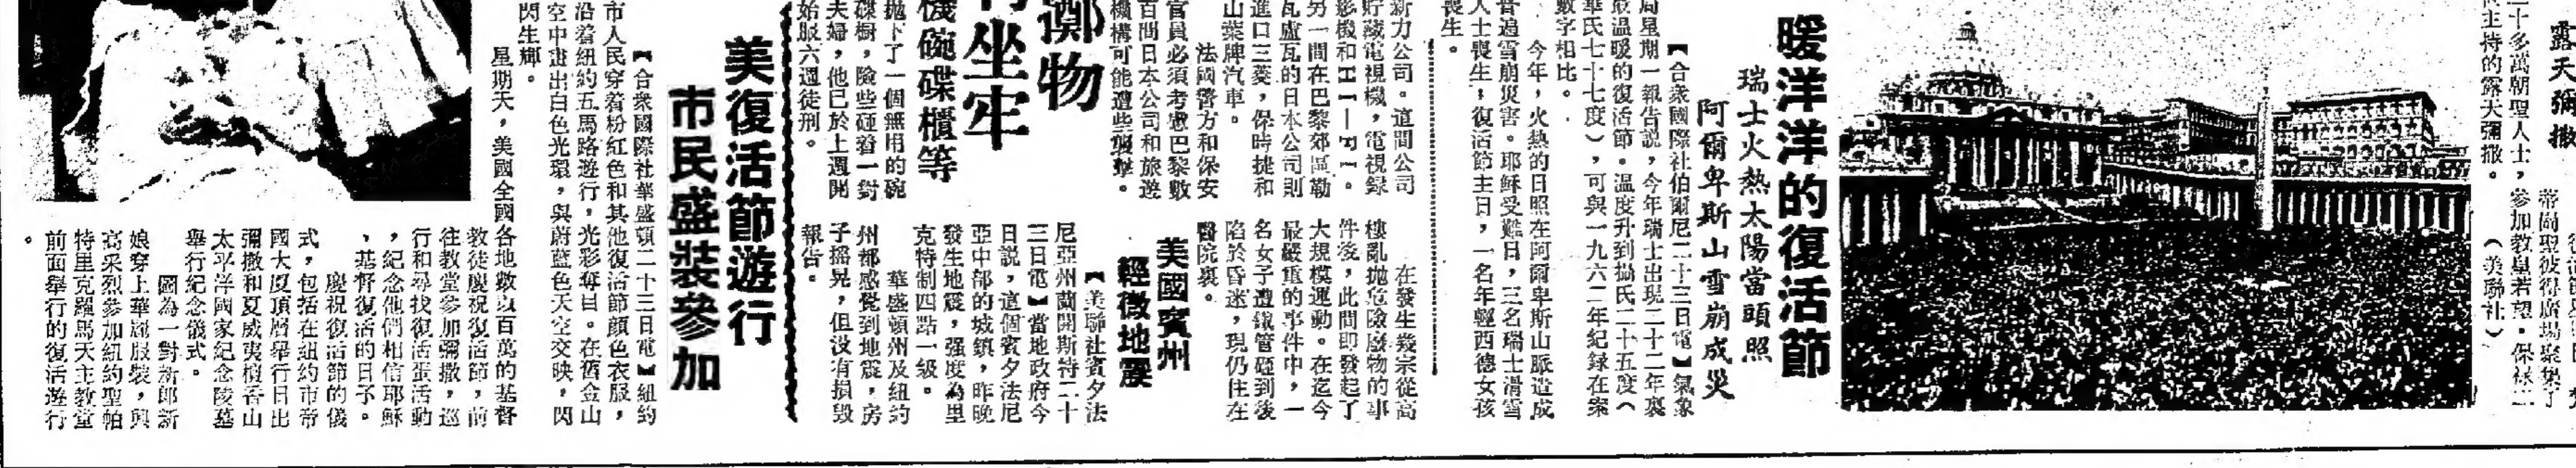 露天彌撒
二十多萬朝聖人士，參加教皇若望·保祿二
主持的露天彌撒。（美聯社）
暖洋洋的復活節
瑞士火熱太陽當頭照
阿爾卑斯山雪崩成災
【合衆國際社伯爾尼二十三日電】氣象
局星期一報告説，今年瑞士出現二十二年裏
最温暖的復活節。温度升到攝氏二十五度（
華氏七十七度），可與一九六二年紀録在案
數字相比。
今年，火熱的日照在阿爾卑斯山脈造成
普遍雪崩災害。耶穌受難日，三名瑞士滑雪
人士喪生，復活節主日，一名年輕西德女孩
喪生。
新力公司。這間公司
貯藏電視機，電視録
影機和HI—FI。
另一間在巴黎郊區勒
瓦盧瓦的日本公司則
進口三菱，保時捷和
山葉牌汽車。
法國警方和保安
官員必須考慮巴黎數
百間日本公司和旅遊
機構可能遭些襲擊。
擲物
坐牢
機碗碟櫃等
抛下了一個無用的碗
碟櫥，險些砸着一對
夫婦，他已於上週開
始服六週徒刑。
在發生幾宗從高
樓亂抛危險廢物的事
件後，此間即發起了
大規模運動。在迄今
最嚴重的事件中，一
名女子遭鐵管砸到後
陷於昏迷，現仍住在
醫院裏。
美國賓州
輕微地震
【美聯社賓夕法
尼亞州蘭開斯特二十
三日電】當地政府今
日説，這個賓夕法尼
亞中部的城鎮，昨晚
發生地震，强度為里
克特制四點一級。
華盛頓州及紐約
州都感覺到地震，房
子摇晃，但没有損毁
報告。
美復活節遊行
市民盛裝參加
【合衆國際社華盛頓二十三日電】紐約
市人民穿着粉紅色和其他復活節顔色衣服，
沿着紐約五馬路遊行，光彩奪目。在舊金山
空中畫出白色光環，與蔚藍色天空交映，閃
閃生輝。
星期天，美國全國各地數以百萬的基督
教徒慶祝復活節，前
往教堂參加彌撒，巡
行和尋找復活蛋活動
，紀念他們相信耶穌
，基督復活的日子。
慶祝復活節的儀
式，包括在紐約市帝
國大廈頂層舉行日出
彌撒和夏威夷檀香山
太平洋國家紀念陵墓
舉行紀念儀式。
圖為一對新郎新
娘穿上華麗服裝，興
高采烈參加紐約聖帕
特里克羅馬天主教堂
前面舉行的復活遊行
。